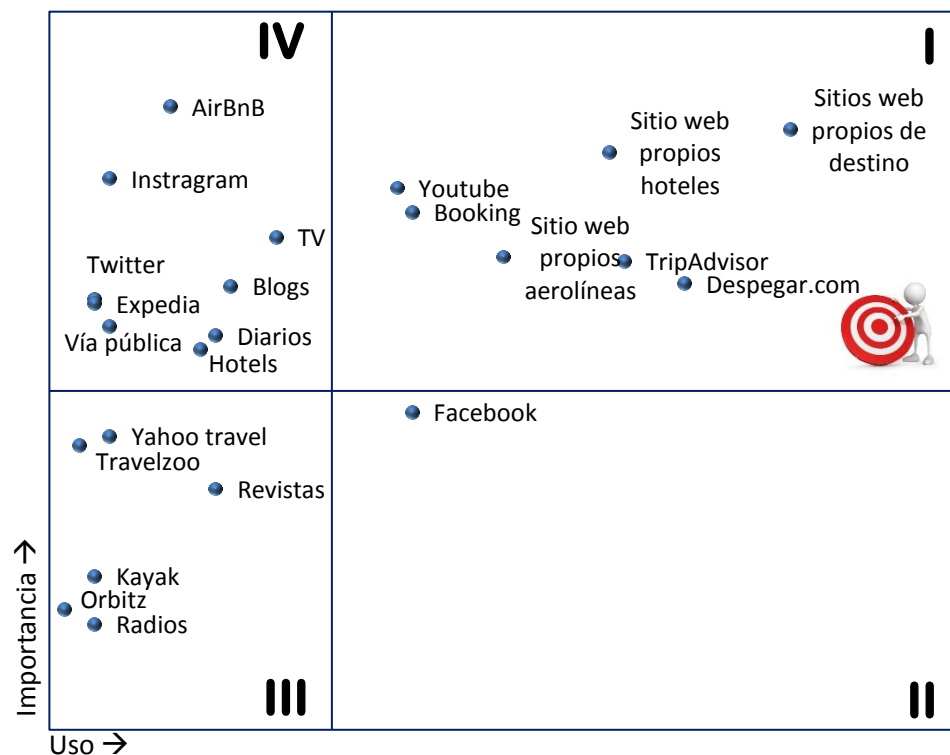 IV
I
AirBnB
Sitios web
propios de
destino
Sitio web
propios
hoteles
Instragram
Youtube
Booking
TV
Sitio web
propios
aerolíneas
TripAdvisor
Despegar.com
Twitter
Blogs
Expedia
Vía pública
Diarios
Hotels
Facebook
Yahoo travel
Travelzoo
Revistas
Kayak
Orbitz
Radios
III
II
Importancia →
Uso →